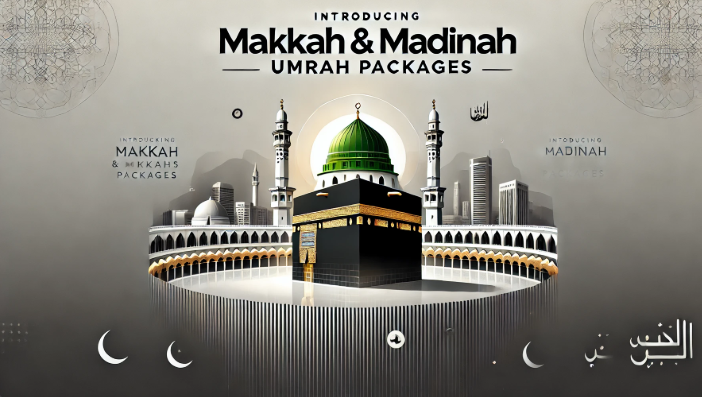 INTRODUCING
Makkah & Madinah
UMRAH PACKAGES
INTRODUCING
MAKKAH
&
PACKAGES
INTRODUCING
MADINAH